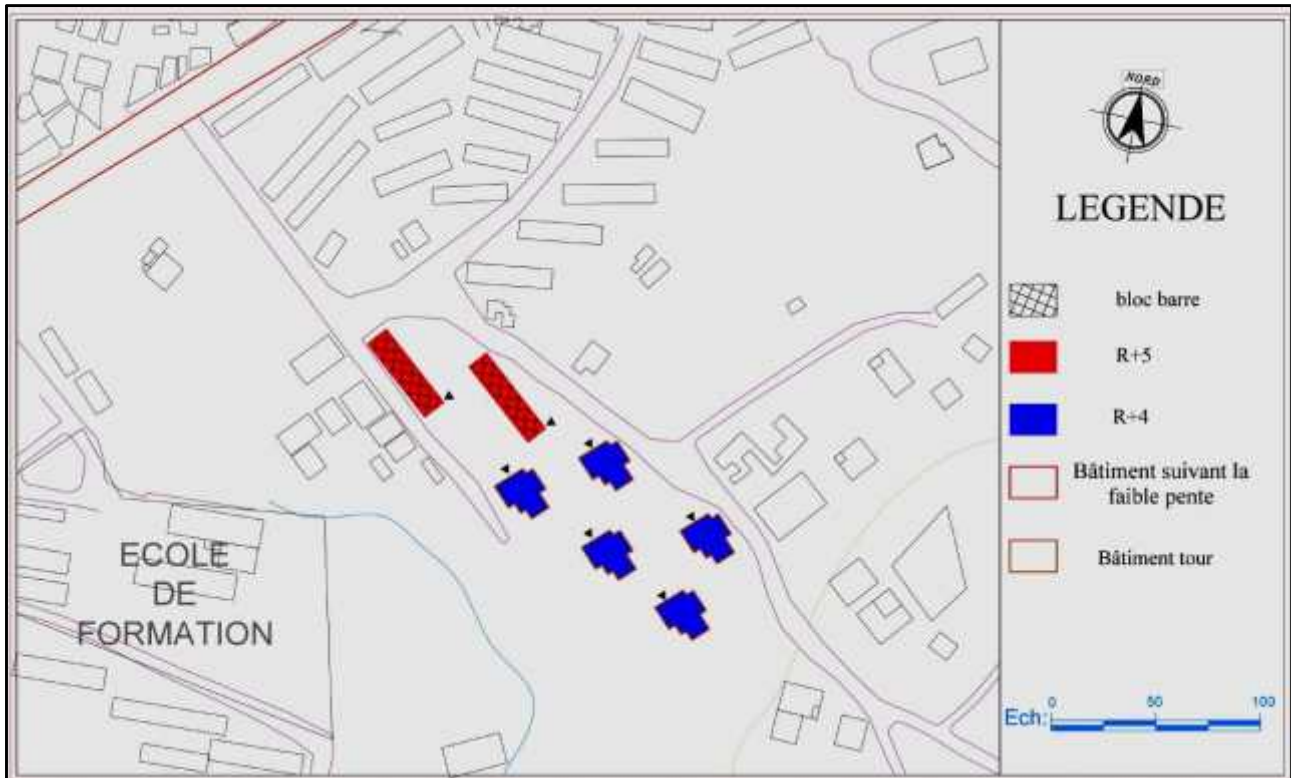 NORD
LEGENDE
bloc barre
R+5
R+4
Bâtiment suivant la
faible pente
Bâtiment tour
Ech: 0 50 100
ECOLE
DE
FORMATION